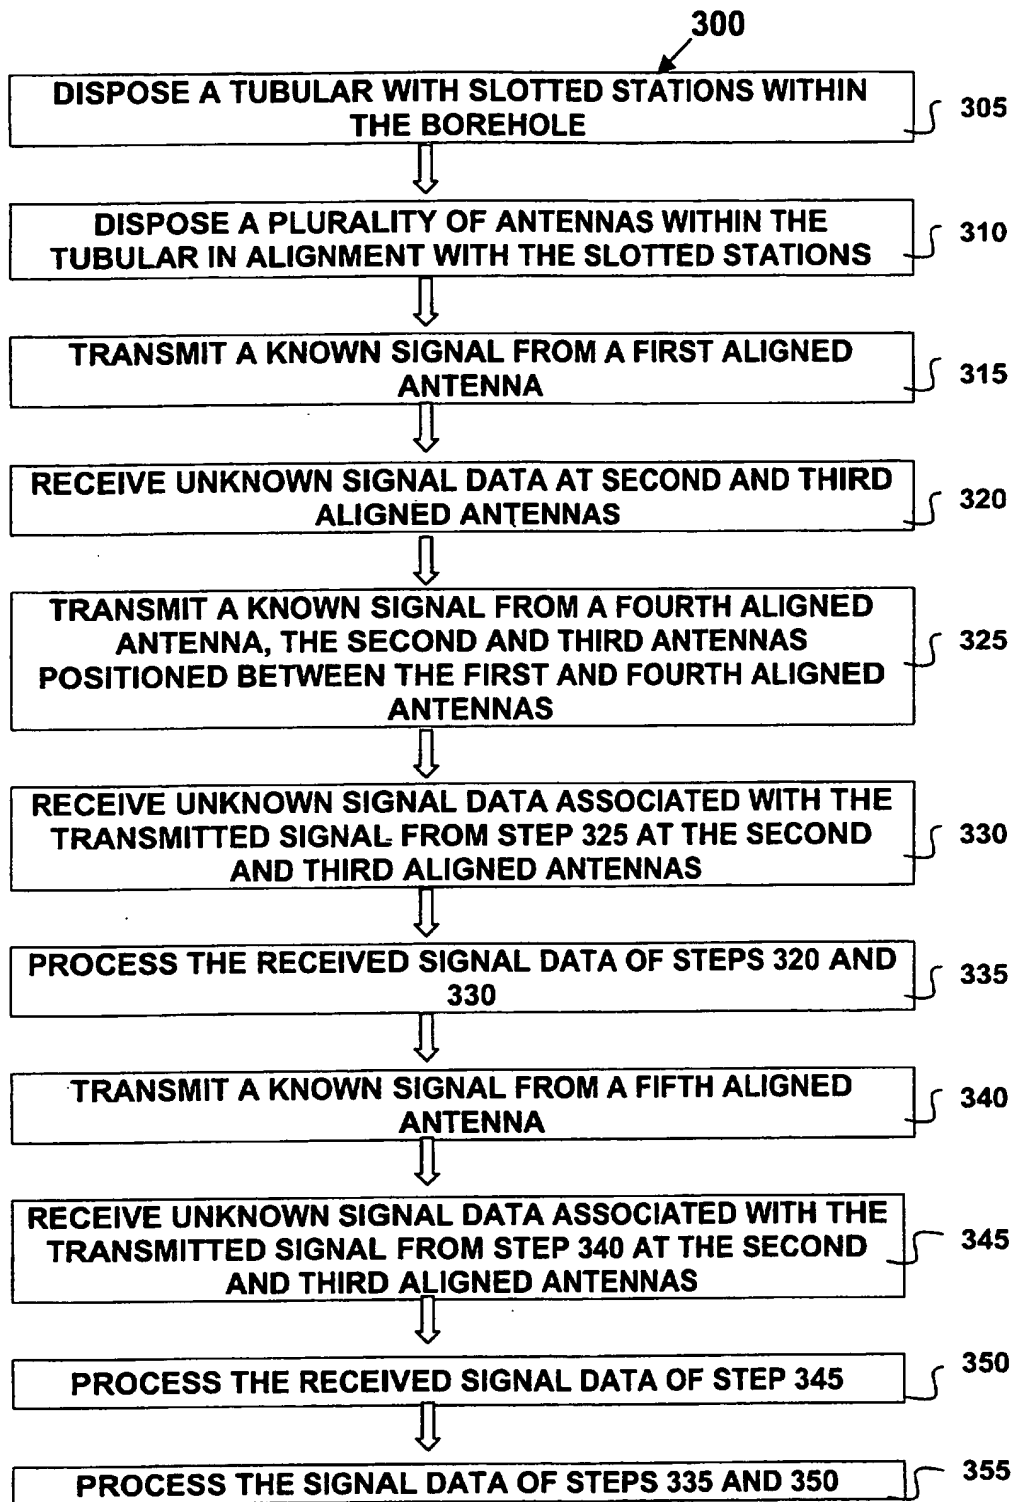 300
DISPOSE A TUBULAR WITH SLOTTED STATIONS WITHIN
THE BOREHOLE
305
DISPOSE A PLURALITY OF ANTENNAS WITHIN THE
TUBULAR IN ALIGNMENT WITH THE SLOTTED STATIONS
310
TRANSMIT A KNOWN SIGNAL FROM A FIRST ALIGNED
ANTENNA
315
RECEIVE UNKNOWN SIGNAL DATA AT SECOND AND THIRD
ALIGNED ANTENNAS
320
TRANSMIT A KNOWN SIGNAL FROM A FOURTH ALIGNED
ANTENNA, THE SECOND AND THIRD ANTENNAS
POSITIONED BETWEEN THE FIRST AND FOURTH ALIGNED
ANTENNAS
325
RECEIVE UNKNOWN SIGNAL DATA ASSOCIATED WITH THE
TRANSMITTED SIGNAL FROM STEP 325 AT THE SECOND
AND THIRD ALIGNED ANTENNAS
330
PROCESS THE RECEIVED SIGNAL DATA OF STEPS 320 AND
330
335
TRANSMIT A KNOWN SIGNAL FROM A FIFTH ALIGNED
ANTENNA
340
RECEIVE UNKNOWN SIGNAL DATA ASSOCIATED WITH THE
TRANSMITTED SIGNAL FROM STEP 340 AT THE SECOND
AND THIRD ALIGNED ANTENNAS
345
PROCESS THE RECEIVED SIGNAL DATA OF STEP 345
350
PROCESS THE SIGNAL DATA OF STEPS 335 AND 350
355